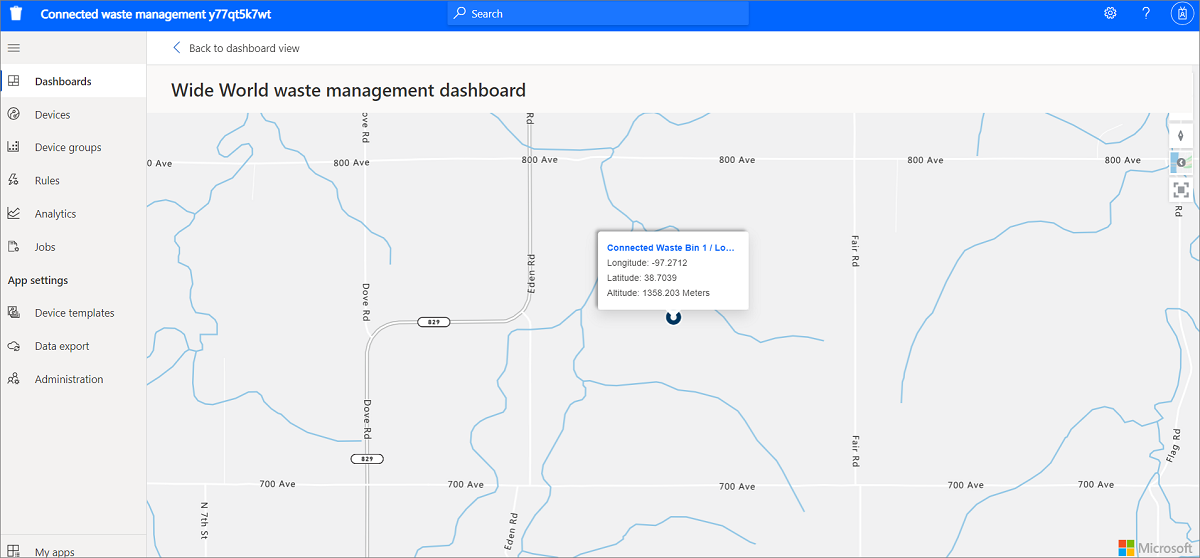 Connected waste management y77qt5k7wt
Search
?
Back to dashboard view
Dashboards
Devices
Device groups
Rules
Analytics
Jobs
App settings
Device templates
Data export
Administration
My apps
Wide World waste management dashboard
ove Rd
Rd
0 Ave
800 Ave
800 Ave
800 Ave
800 Ave
800 Ave
Rd
Fair Rd
Eden Rd
Dove Rd
829
Connected Waste Bin 1 / Lo...
Longitude: -97.2712
Latitude: 38.7039
Altitude: 1358.203 Meters
Dove Rd
829
Fair Rd
Flag Rd
700 Ave
700 Ave
700 Ave
700 Ave
700 Ave
N 7th St
Eden Rd
Microsoft